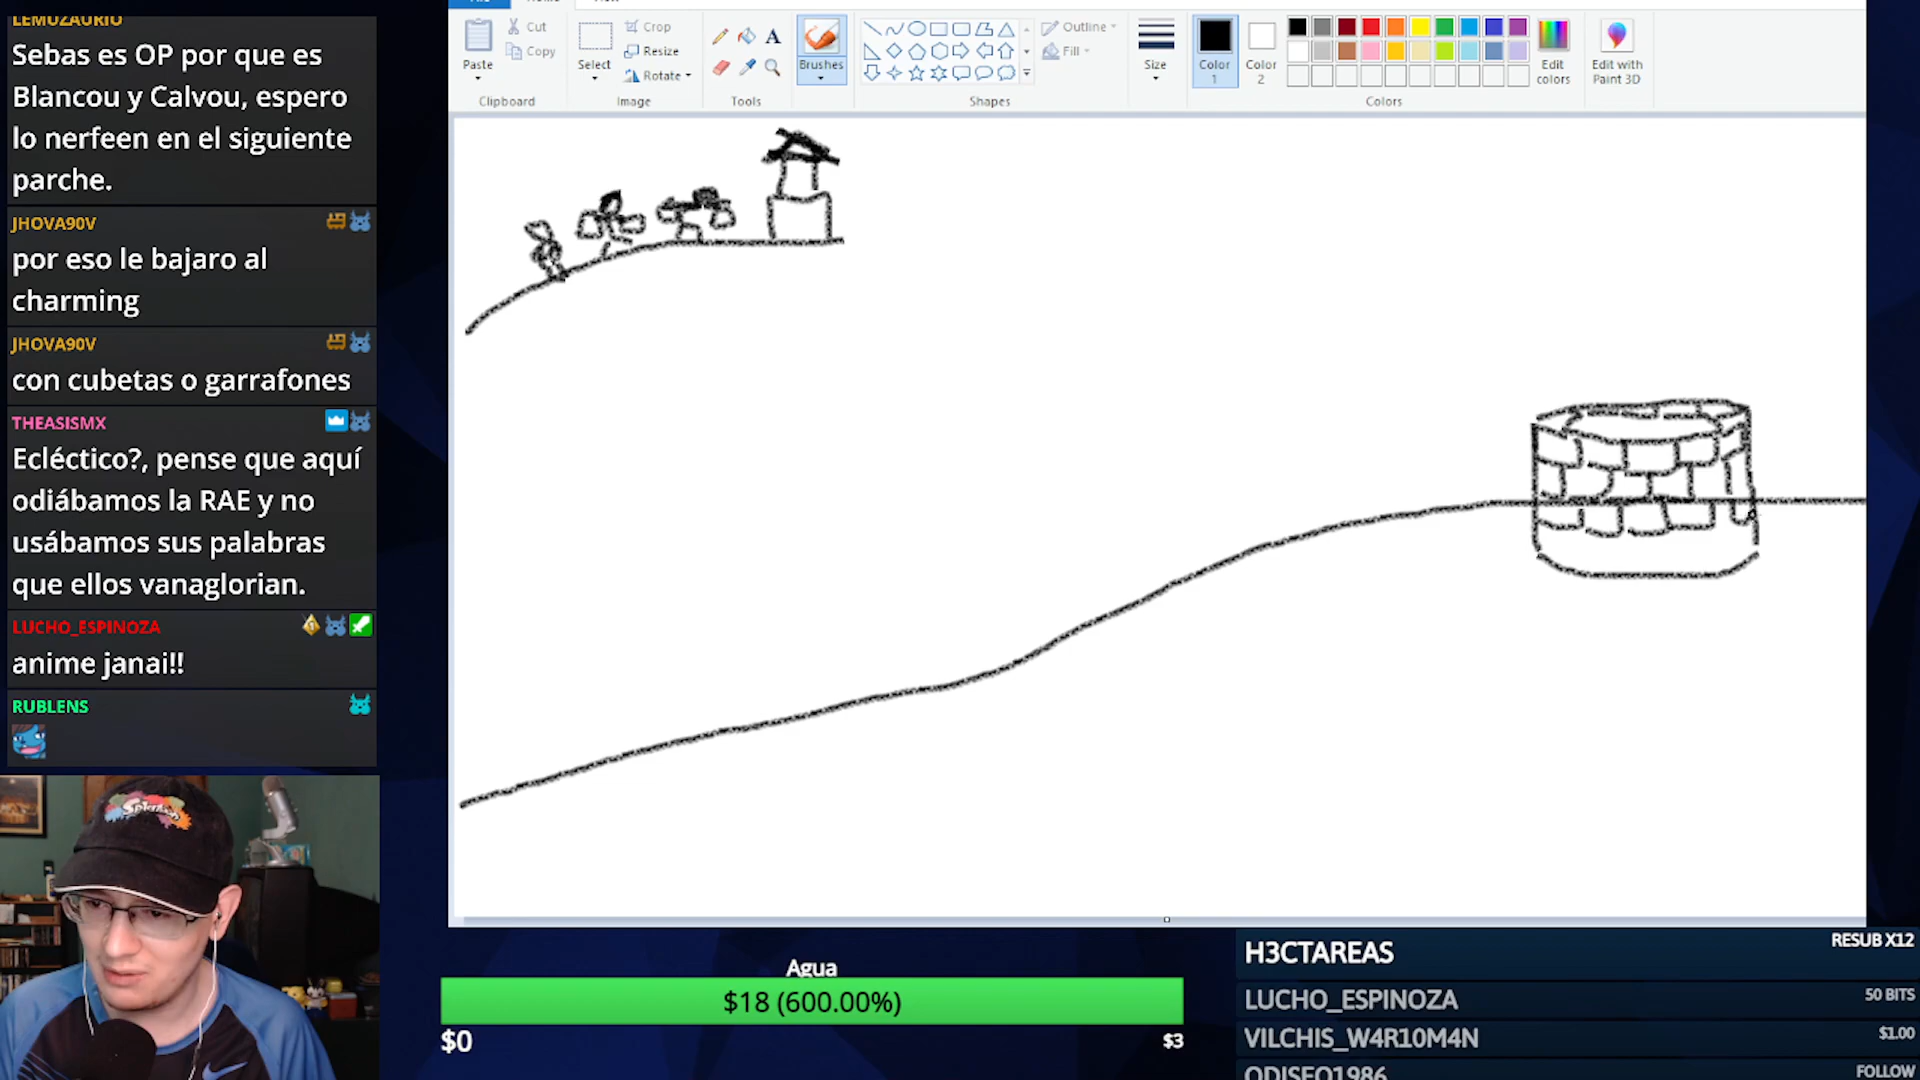 LEMUZAURIO
Sebas es OP por que es
Blancou y Calvou, espero
lo nerfeen en el siguiente
parche.
JHOVA90V
por eso le bajaro al
charming
JHOVA90V
con cubetas o garrafones
THEASISMX
Ecléctico?, pense que aquí
odiábamos la RAE y no
usábamos sus palabras
que ellos vanaglorian.
LUCHO_ESPINOZA
anime janai!!
RUBLENS
Paste
Cut
Copy
Clipboard
Select
Crop
Resize
Rotate
Image
A
Tools
Brushes
Shapes
Outline
Fill
Size
Color
1
Color
2
Edit
colors
Edit with
Paint 3D
Colors
Agua
$18 (600.00%)
$0
$3
H3CTAREAS RESUB X12
LUCHO_ESPINOZA 50 BITS
VILCHIS_W4R10M4N $1.00
ODISEO1986 FOLLOW